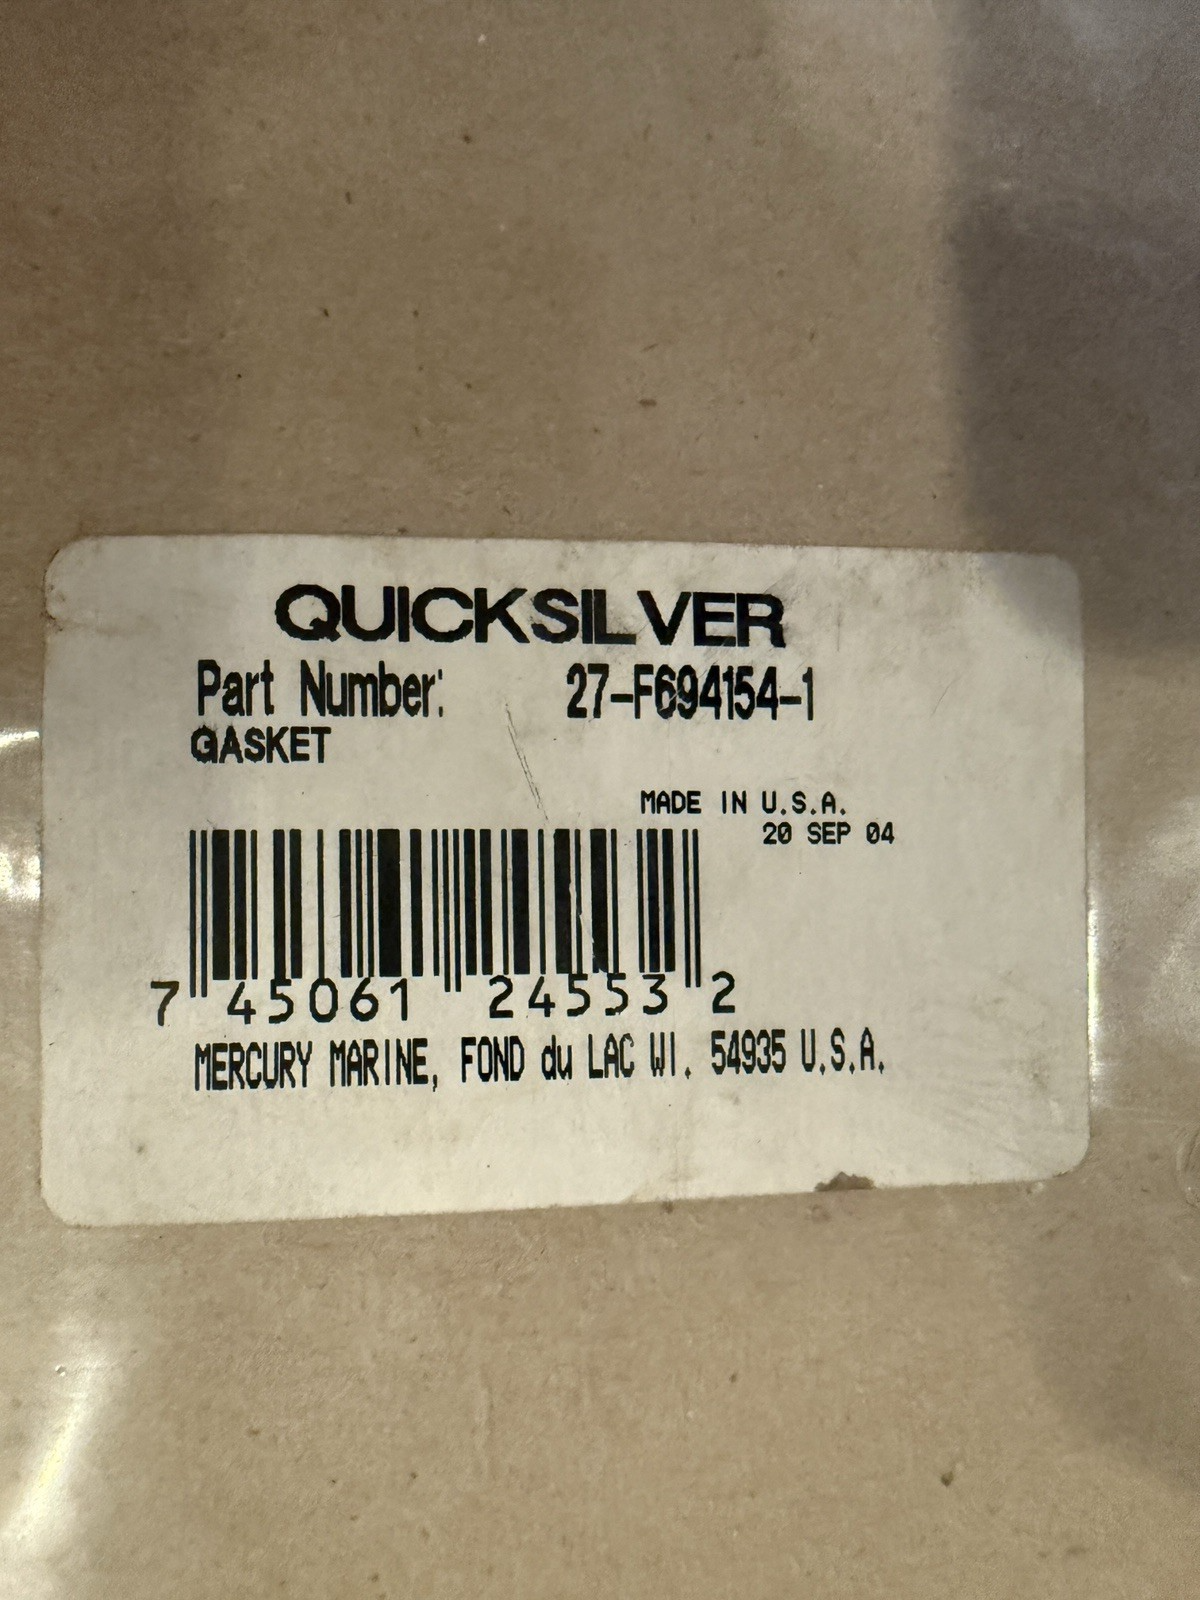 QUICKSILVER
Part Number: 27-F694154-1
GASKET
MADE IN U.S.A.
20 SEP 04
7 45061 24553 2
MERCURY MARINE, FOND du LAC WI. 54935 U.S.A.